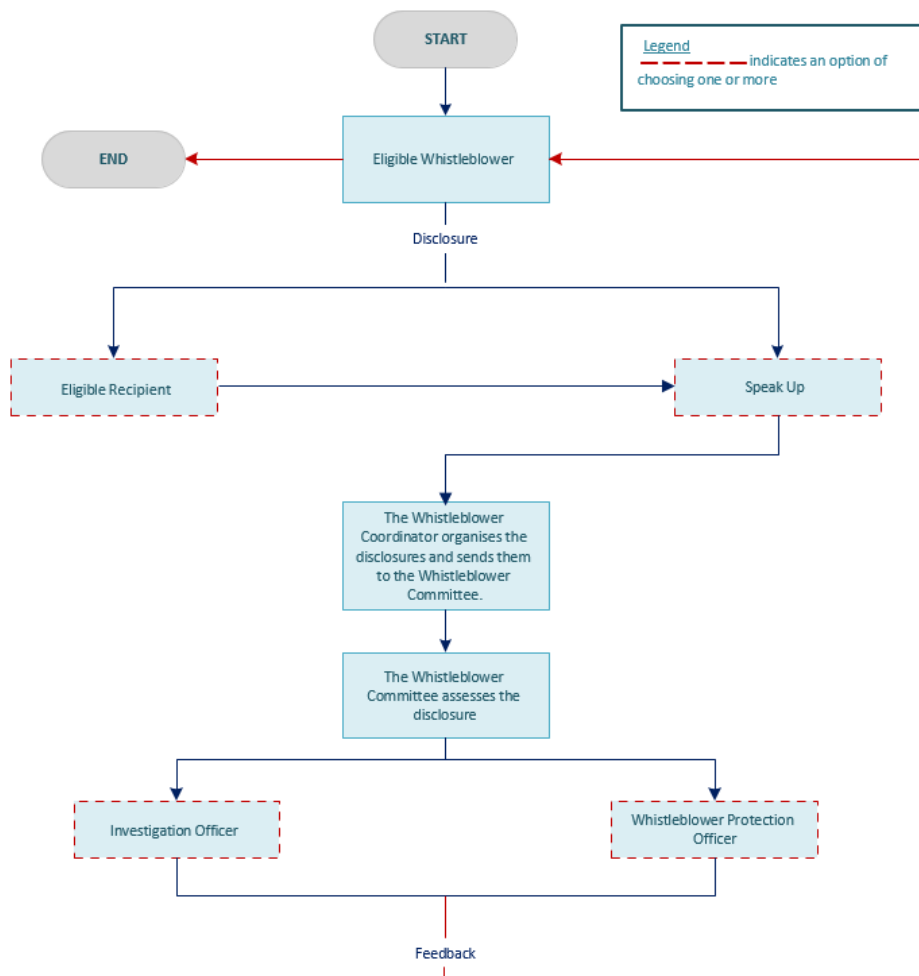 START
Legend
indicates an option of
choosing one or more
END
Eligible Whistleblower
Disclosure
Eligible Recipient
Speak Up
The Whistleblower
Coordinator organises the
disclosures and sends them
to the Whistleblower
Committee.
The Whistleblower
Committee assesses the
disclosure
Investigation Officer
Whistleblower Protection
Officer
Feedback